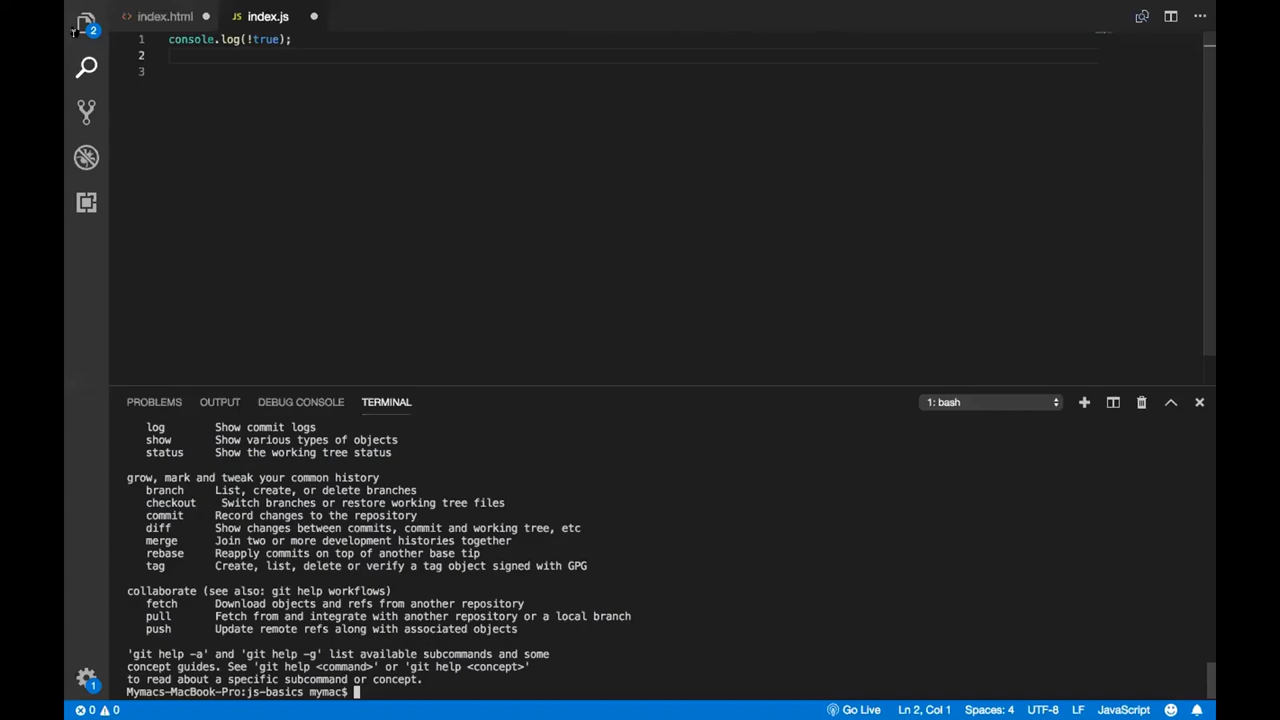 2
index.html
JS index.js
1 console.log(!true);
2
3
PROBLEMS OUTPUT DEBUG CONSOLE TERMINAL
1: bash
log Show commit logs
show Show various types of objects
status Show the working tree status
grow, mark and tweak your common history
branch List, create, or delete branches
checkout Switch branches or restore working tree files
commit Record changes to the repository
diff Show changes between commits, commit and working tree, etc
merge Join two or more development histories together
rebase Reapply commits on top of another base tip
tag Create, list, delete or verify a tag object signed with GPG
collaborate (see also: git help workflows)
fetch Download objects and refs from another repository
pull Fetch from and integrate with another repository or a local branch
push Update remote refs along with associated objects
'git help -a' and 'git help -g' list available subcommands and some
concept guides. See 'git help <command>' or 'git help <concept>'
to read about a specific subcommand or concept.
Mymacs-MacBook-Pro:js-basics mymac$
1
0 0 Go Live Ln 2, Col 1 Spaces: 4 UTF-8 LF JavaScript